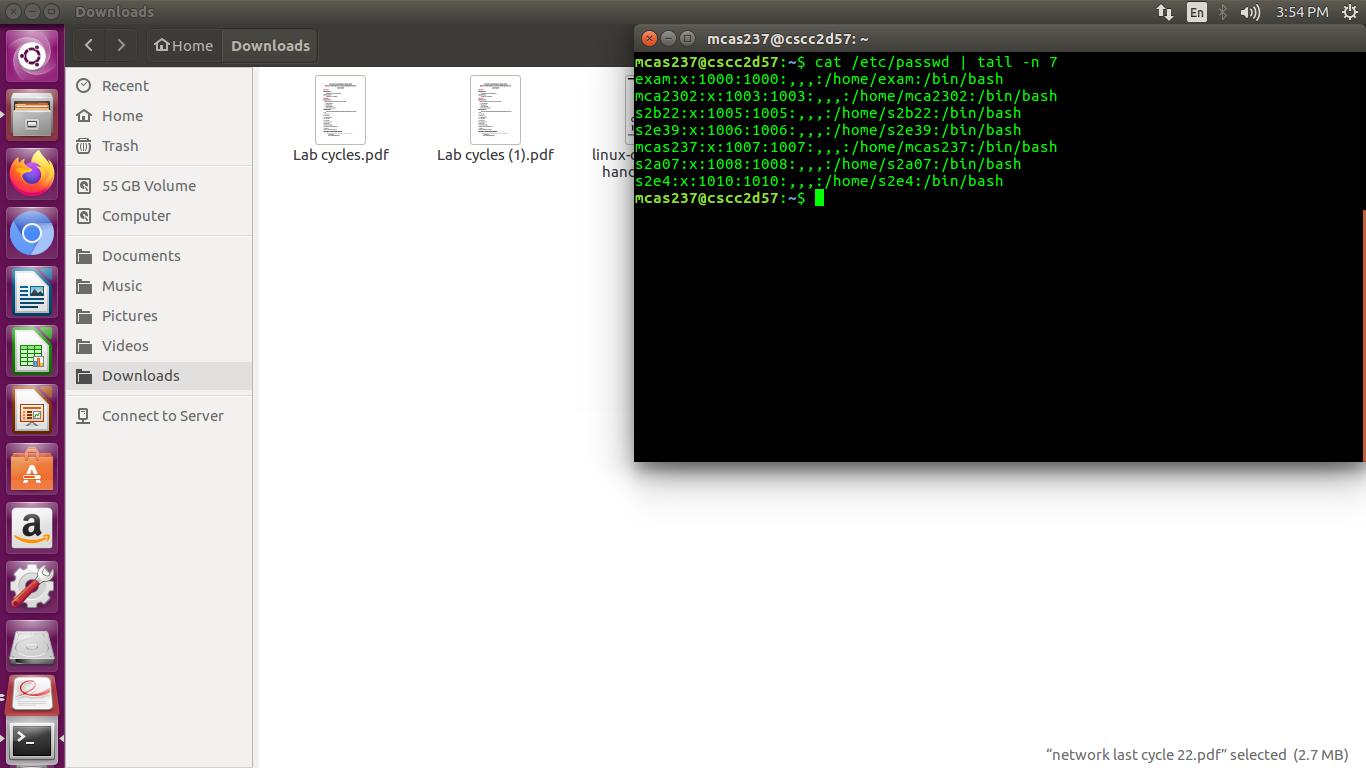 Downloads
En
3:54 PM
Home
Downloads
Recent
Home
Trash
55 GB Volume
Computer
Documents
Music
Pictures
Videos
Downloads
Connect to Server
Lab cycles.pdf
Lab cycles (1).pdf
mcas237@cscc2d57: ~
mcas237@cscc2d57:~$ cat /etc/passwd | tail -n 7
exam:x:1000:1000:,,,:/home/exam:/bin/bash
mca2302:x:1003:1003:,,,:/home/mca2302:/bin/bash
s2b22:x:1005:1005:,,,:/home/s2b22:/bin/bash
s2e39:x:1006:1006:,,,:/home/s2e39:/bin/bash
mcas237:x:1007:1007:,,,:/home/mcas237:/bin/bash
s2a07:x:1008:1008:,,,:/home/s2a07:/bin/bash
s2e4:x:1010:1010:,,,:/home/s2e4:/bin/bash
mcas237@cscc2d57:~$
“network last cycle 22.pdf” selected (2.7 MB)